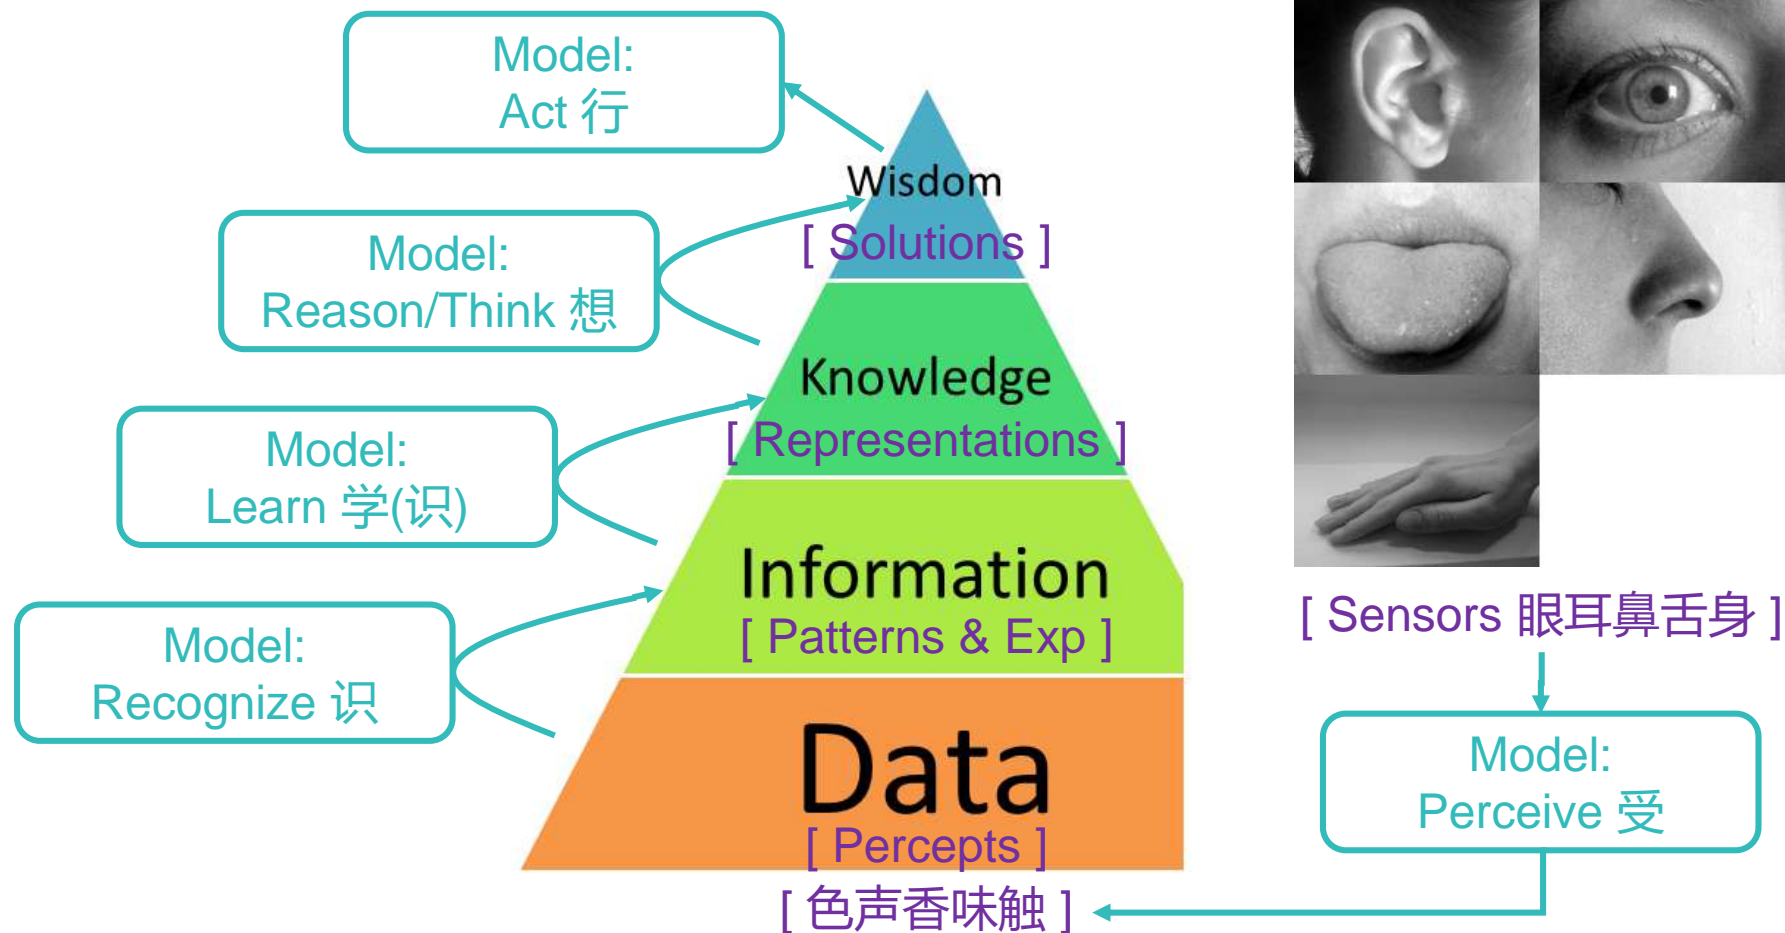 Model:
Act 行
Wisdom
[ Solutions ]
Model:
Reason/Think 想
Knowledge
[ Representations ]
Model:
Learn 学(识)
Information
[ Patterns & Exp ]
Model:
Recognize 识
Data
[ Percepts ]
[ 色声香味触 ]
[ Sensors 眼耳鼻舌身 ]
Model:
Perceive 受